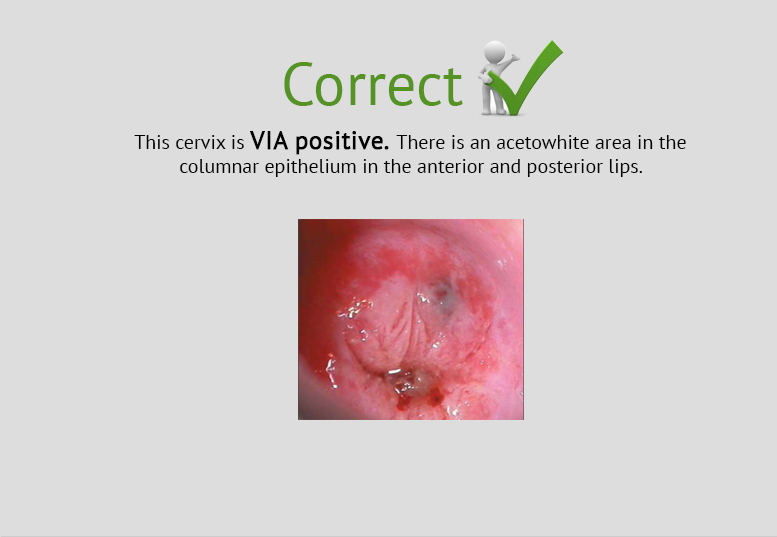 Correct
This cervix is VIA positive. There is an acetowhite area in the
columnar epithelium in the anterior and posterior lips.